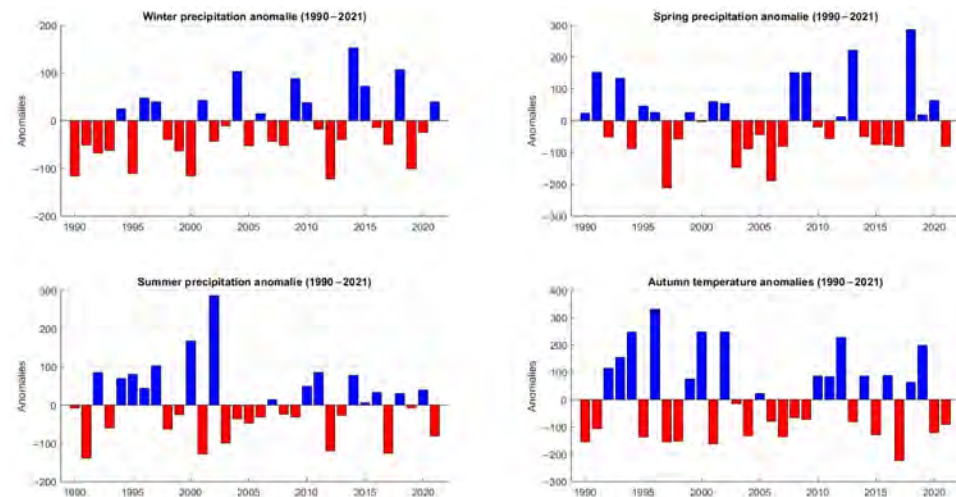 Winter precipitation anomalie (1990–2021)
200
100
0
−100
−200
Anomalies
1990 1995 2000 2005 2010 2015 2020
Spring precipitation anomalie (1990–2021)
300
200
100
0
−100
−200
−300
Anomalies
1990 1995 2000 2005 2010 2015 2020
Summer precipitation anomalie (1990–2021)
300
200
100
0
−100
−200
Anomalies
1990 1995 2000 2005 2010 2015 2020
Autumn temperature anomalies (1990–2021)
400
300
200
100
0
−100
−200
−300
Anomalies
1990 1995 2000 2005 2010 2015 2020